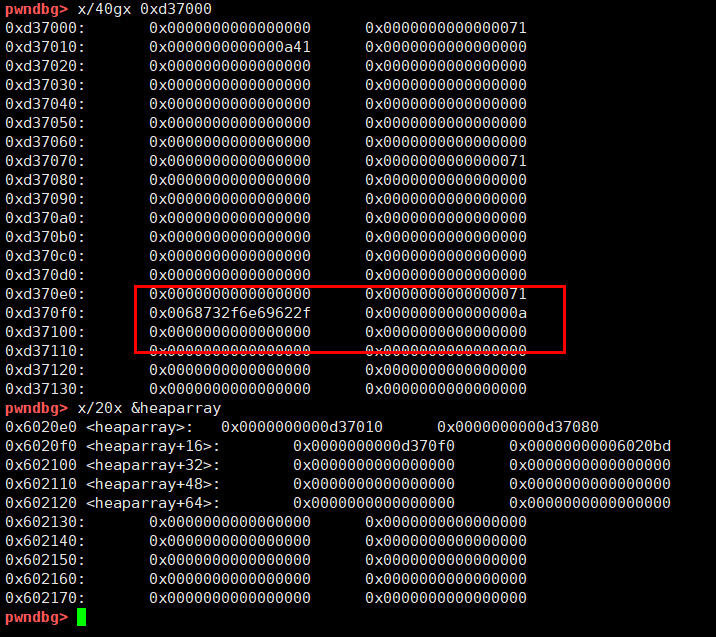 pwndbg> x/40gx 0xd37000
0xd37000: 0x0000000000000000 0x0000000000000071
0xd37010: 0x0000000000000a41 0x0000000000000000
0xd37020: 0x0000000000000000 0x0000000000000000
0xd37030: 0x0000000000000000 0x0000000000000000
0xd37040: 0x0000000000000000 0x0000000000000000
0xd37050: 0x0000000000000000 0x0000000000000000
0xd37060: 0x0000000000000000 0x0000000000000000
0xd37070: 0x0000000000000000 0x0000000000000071
0xd37080: 0x0000000000000000 0x0000000000000000
0xd37090: 0x0000000000000000 0x0000000000000000
0xd370a0: 0x0000000000000000 0x0000000000000000
0xd370b0: 0x0000000000000000 0x0000000000000000
0xd370c0: 0x0000000000000000 0x0000000000000000
0xd370d0: 0x0000000000000000 0x0000000000000000
0xd370e0: 0x0000000000000000 0x0000000000000071
0xd370f0: 0x0068732f6e69622f 0x000000000000000a
0xd37100: 0x0000000000000000 0x0000000000000000
0xd37110: 0x0000000000000000 0x0000000000000000
0xd37120: 0x0000000000000000 0x0000000000000000
0xd37130: 0x0000000000000000 0x0000000000000000
pwndbg> x/20x &heaparray
0x6020e0 <heaparray>: 0x0000000000d37010 0x0000000000d37080
0x6020f0 <heaparray+16>: 0x0000000000d370f0 0x00000000006020bd
0x602100 <heaparray+32>: 0x0000000000000000 0x0000000000000000
0x602110 <heaparray+48>: 0x0000000000000000 0x0000000000000000
0x602120 <heaparray+64>: 0x0000000000000000 0x0000000000000000
0x602130: 0x0000000000000000 0x0000000000000000
0x602140: 0x0000000000000000 0x0000000000000000
0x602150: 0x0000000000000000 0x0000000000000000
0x602160: 0x0000000000000000 0x0000000000000000
0x602170: 0x0000000000000000 0x0000000000000000
pwndbg>